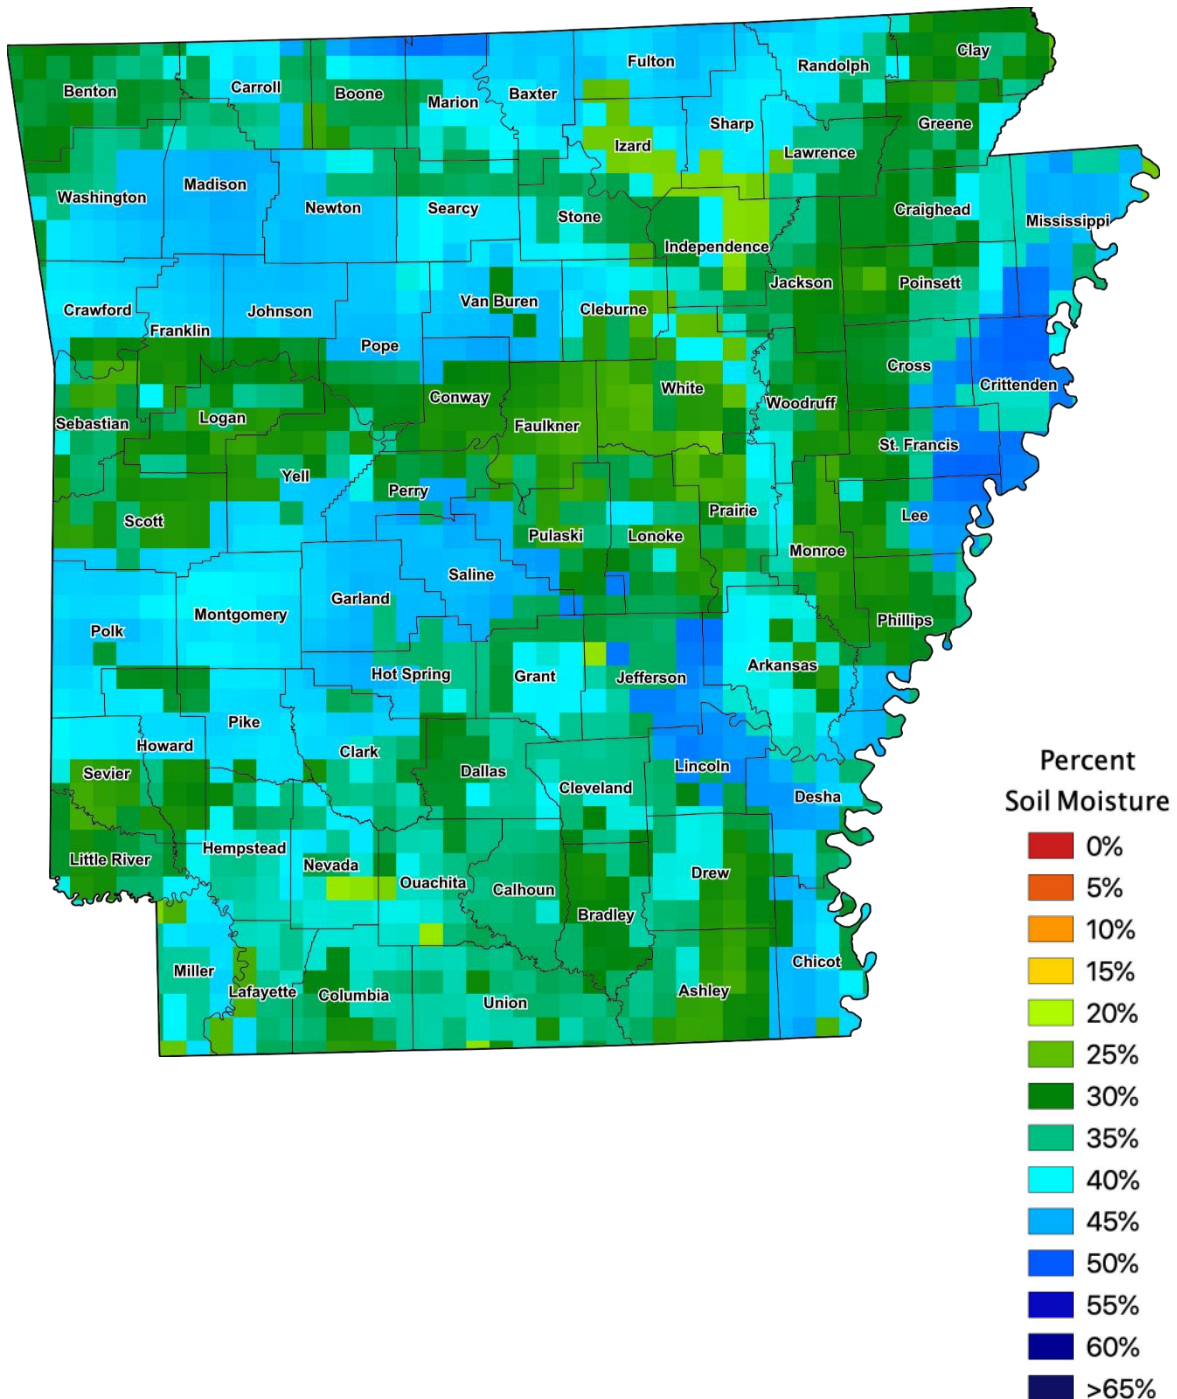 Clay
Fulton
Randolph
Benton
Carroll
Boone
Marion
Baxter
Sharp
Greene
Izard
Lawrence
Washington
Madison
Newton
Searcy
Stone
Craighead
Mississippi
Independence
Crawford
Johnson
Van Buren
Cleburne
Jackson
Poinsett
Franklin
Pope
Cross
Crittenden
Conway
White
Woodruff
Sebastian
Logan
Faulkner
St. Francis
Yell
Perry
Prairie
Lee
Scott
Pulaski
Lonoke
Monroe
Saline
Garland
Montgomery
Polk
Phillips
Hot Spring
Grant
Jefferson
Arkansas
Pike
Howard
Clark
Sevier
Dallas
Cleveland
Lincoln
Desha
Little River
Hempstead
Nevada
Ouachita
Calhoun
Drew
Bradley
Miller
Lafayette
Columbia
Union
Ashley
Chicot
Percent
Soil Moisture
0%
5%
10%
15%
20%
25%
30%
35%
40%
45%
50%
55%
60%
>65%